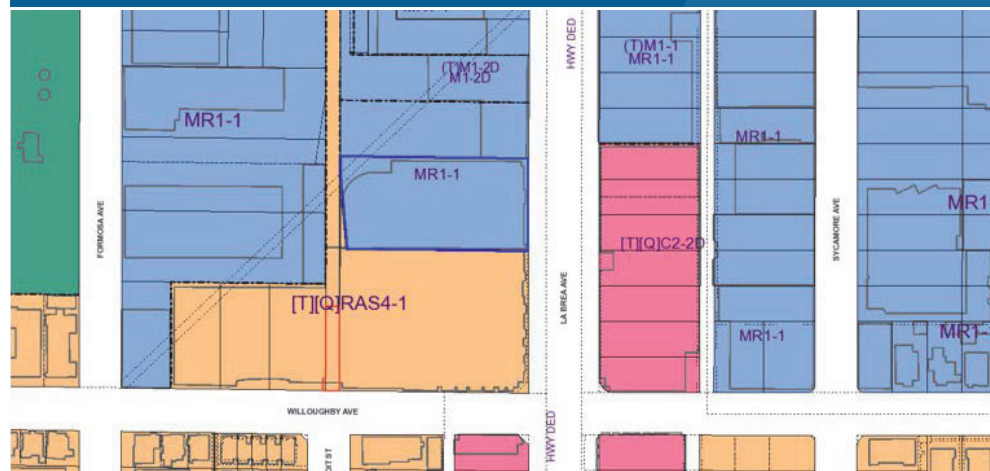 HWY DED
(T)M1-1
MR1-1
(T)M1-2D
M1-2D
MR1-1
MR1-1
MR1-1
MR1-
FORMOSA AVE
SYCAMORE AVE
[T][Q]C2-2D
[T][Q]RAS4-1
LA BREA AVE
MR1-1
MR1-
WILLOUGHBY AVE
HWY DED